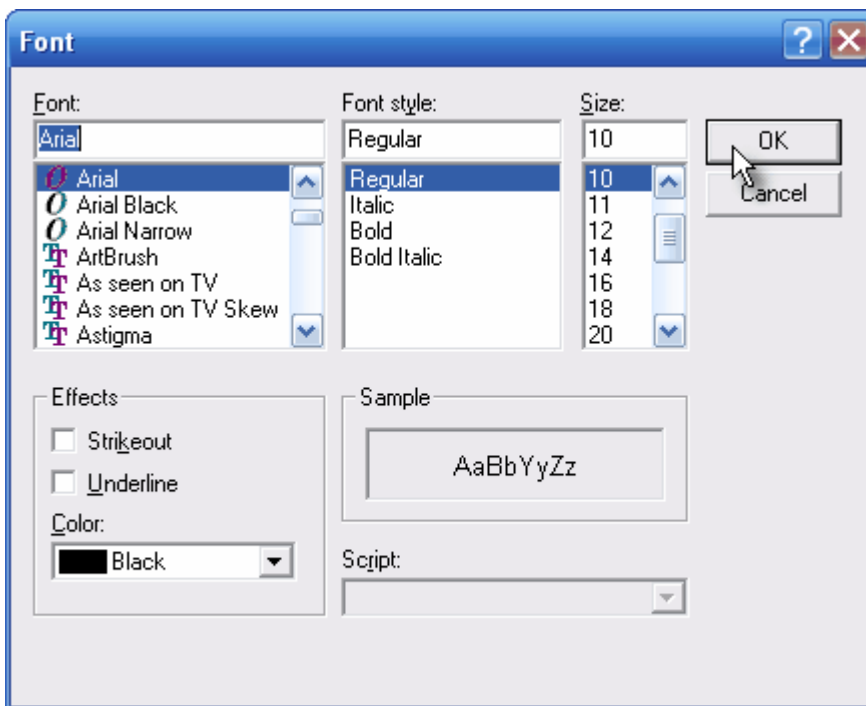 Font
Font:
Arial
Arial
Arial Black
Arial Narrow
ArtBrush
As seen on TV
As seen on TV Skew
Astigma
Font style:
Regular
Regular
Italic
Bold
Bold Italic
Size:
10
10
11
12
14
16
18
20
OK
Cancel
Effects
Strikeout
Underline
Color:
Black
Sample
AaBbYyZz
Script: